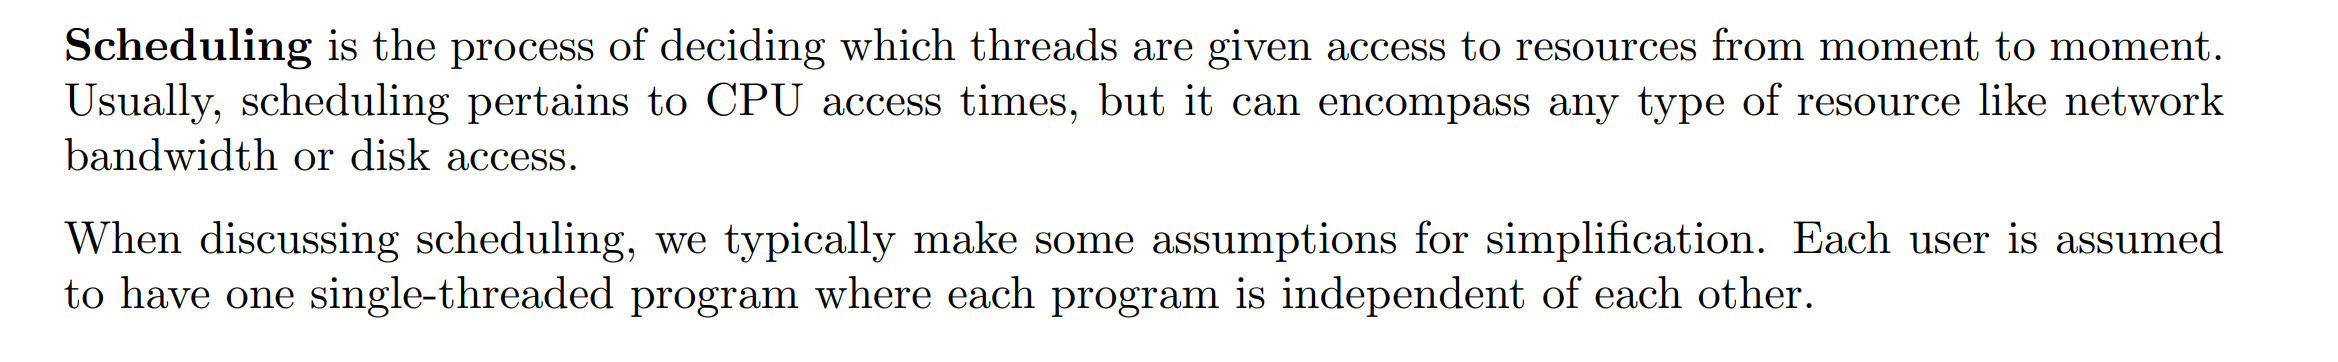 Scheduling is the process of deciding which threads are given access to resources from moment to moment.
Usually, scheduling pertains to CPU access times, but it can encompass any type of resource like network
bandwidth or disk access.
When discussing scheduling, we typically make some assumptions for simplification. Each user is assumed
to have one single-threaded program where each program is independent of each other.